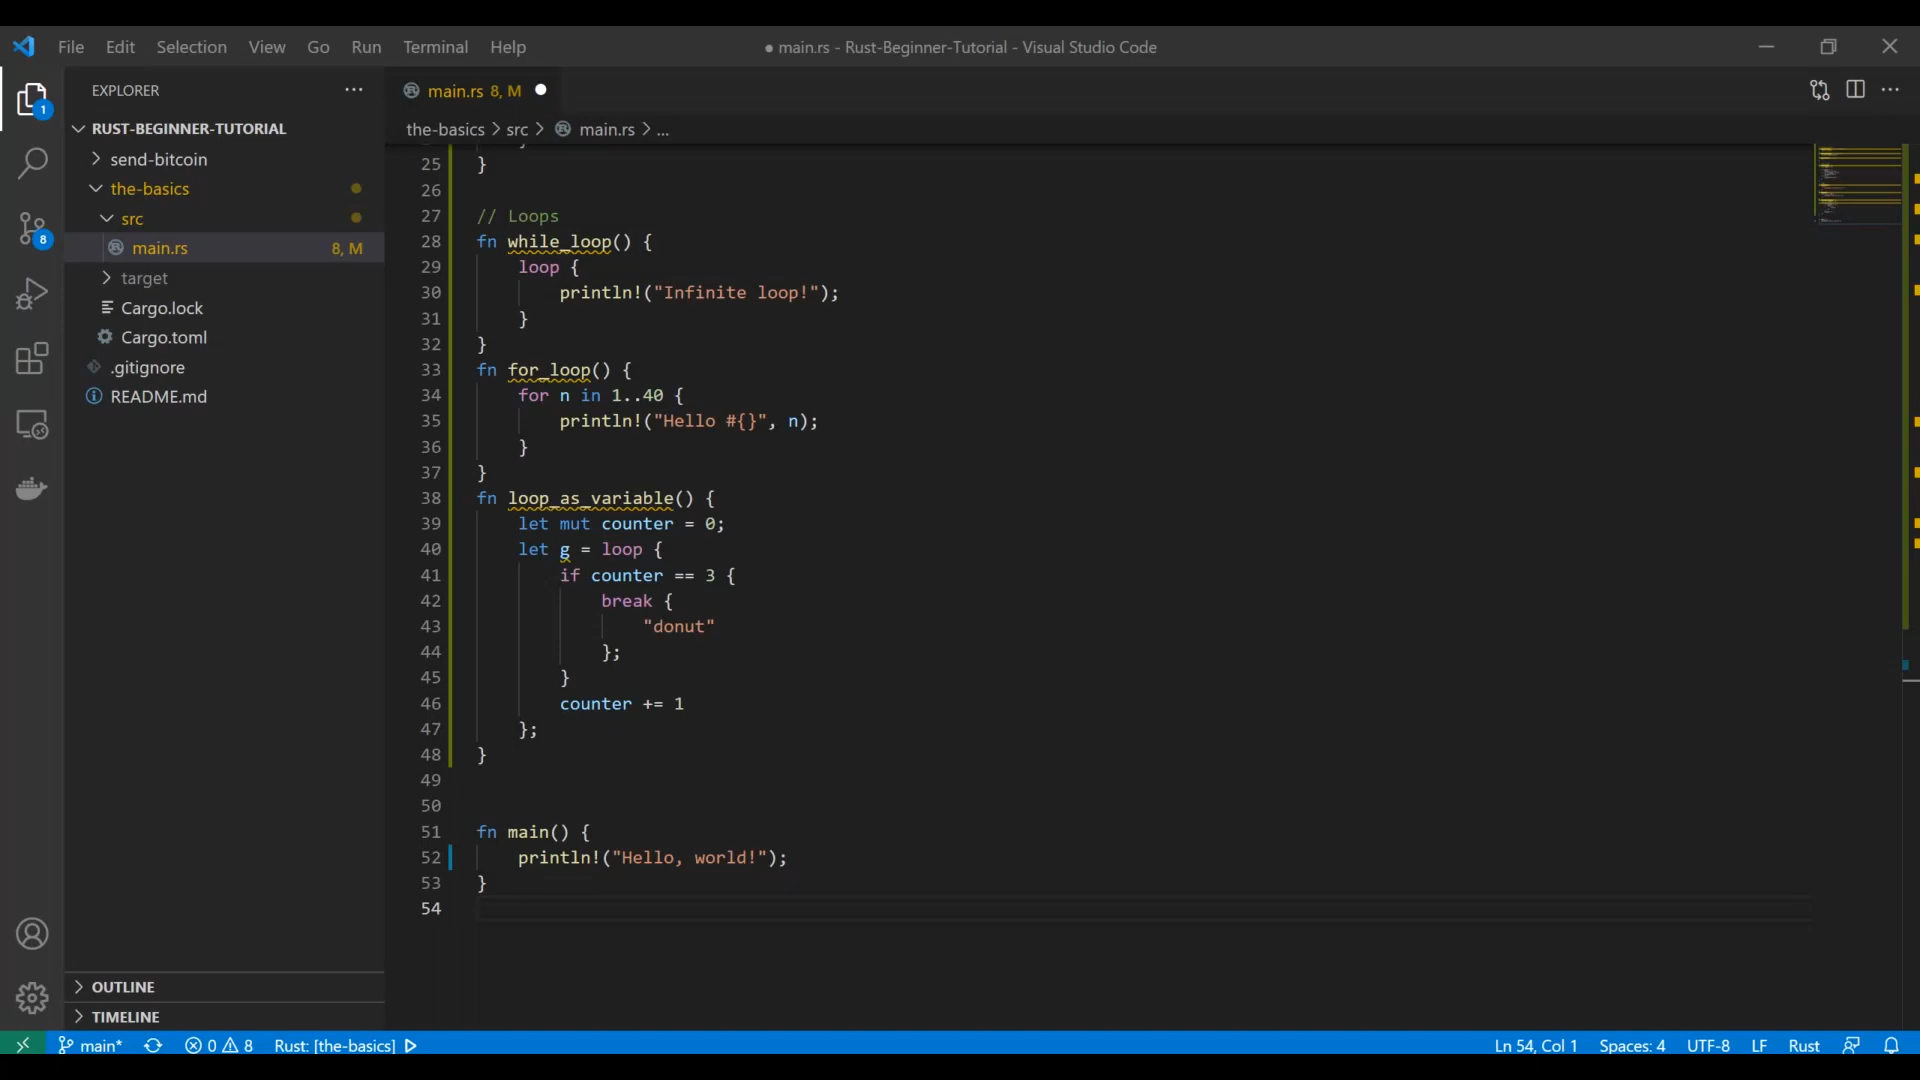 File Edit Selection View Go Run Terminal Help
● main.rs - Rust-Beginner-Tutorial - Visual Studio Code
EXPLORER
1
RUST-BEGINNER-TUTORIAL
send-bitcoin
the-basics
src
8
main.rs 8, M
target
Cargo.lock
Cargo.toml
.gitignore
README.md
OUTLINE
TIMELINE
main.rs 8, M
the-basics > src > main.rs > ...
25 }
26
27 // Loops
28 fn while_loop() {
29     loop {
30         println!("Infinite loop!");
31     }
32 }
33 fn for_loop() {
34     for n in 1..40 {
35         println!("Hello #{}", n);
36     }
37 }
38 fn loop_as_variable() {
39     let mut counter = 0;
40     let g = loop {
41         if counter == 3 {
42             break {
43                 "donut"
44             };
45         }
46         counter += 1
47     };
48 }
49
50
51 fn main() {
52     println!("Hello, world!");
53 }
54
main* 0 8 Rust: [the-basics] Ln 54, Col 1 Spaces: 4 UTF-8 LF Rust